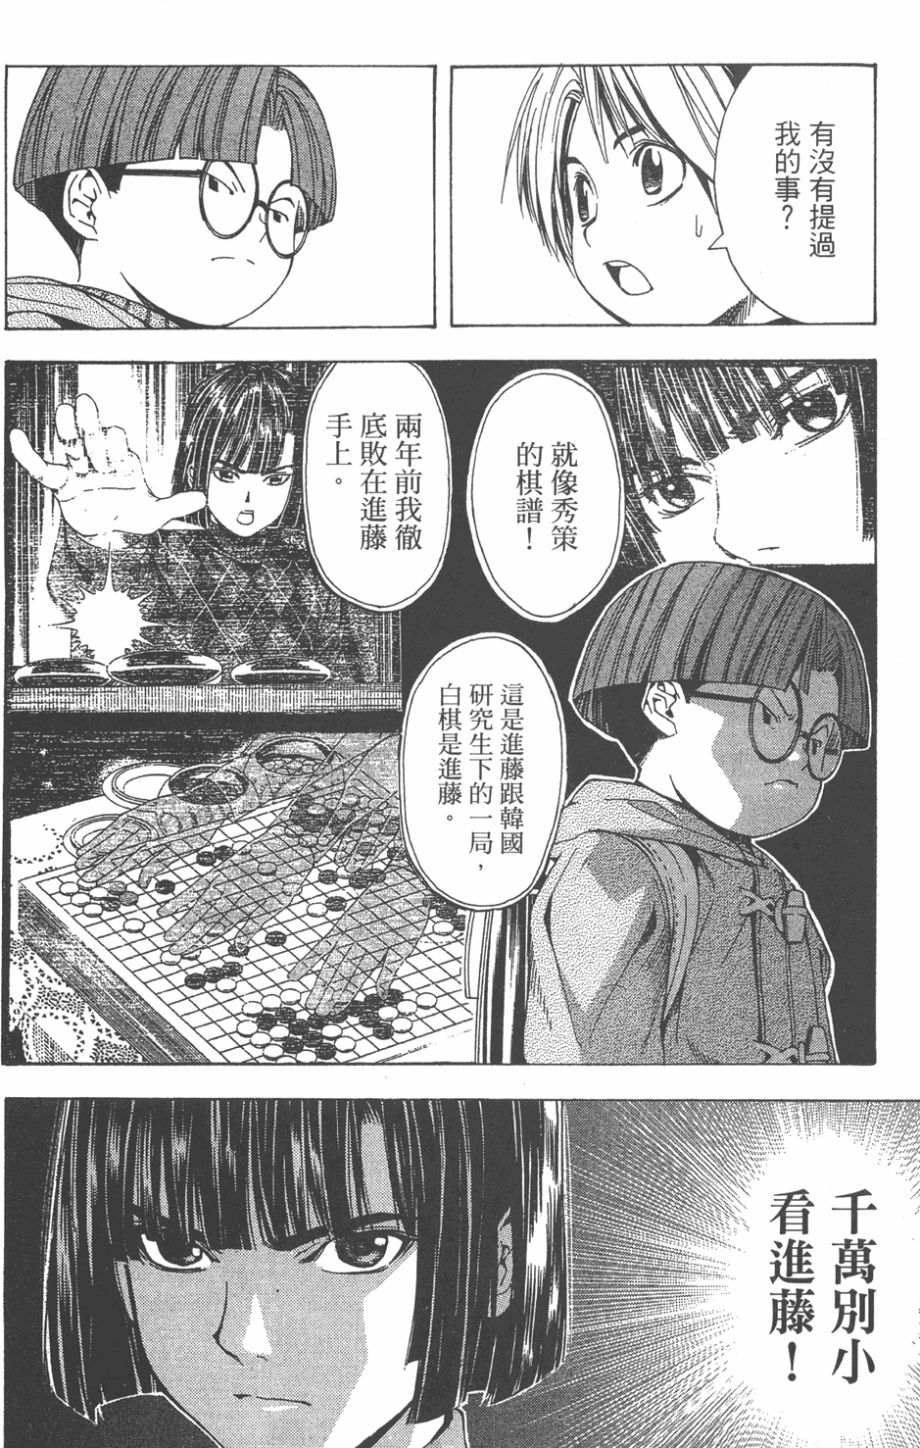 有沒有提過
我的事？
就像秀策
的棋譜！
兩年前我徹
底敗在進藤
手上。
這是進藤跟韓國
研究生下的一局，
白棋是進藤。
千萬別小
看進藤！